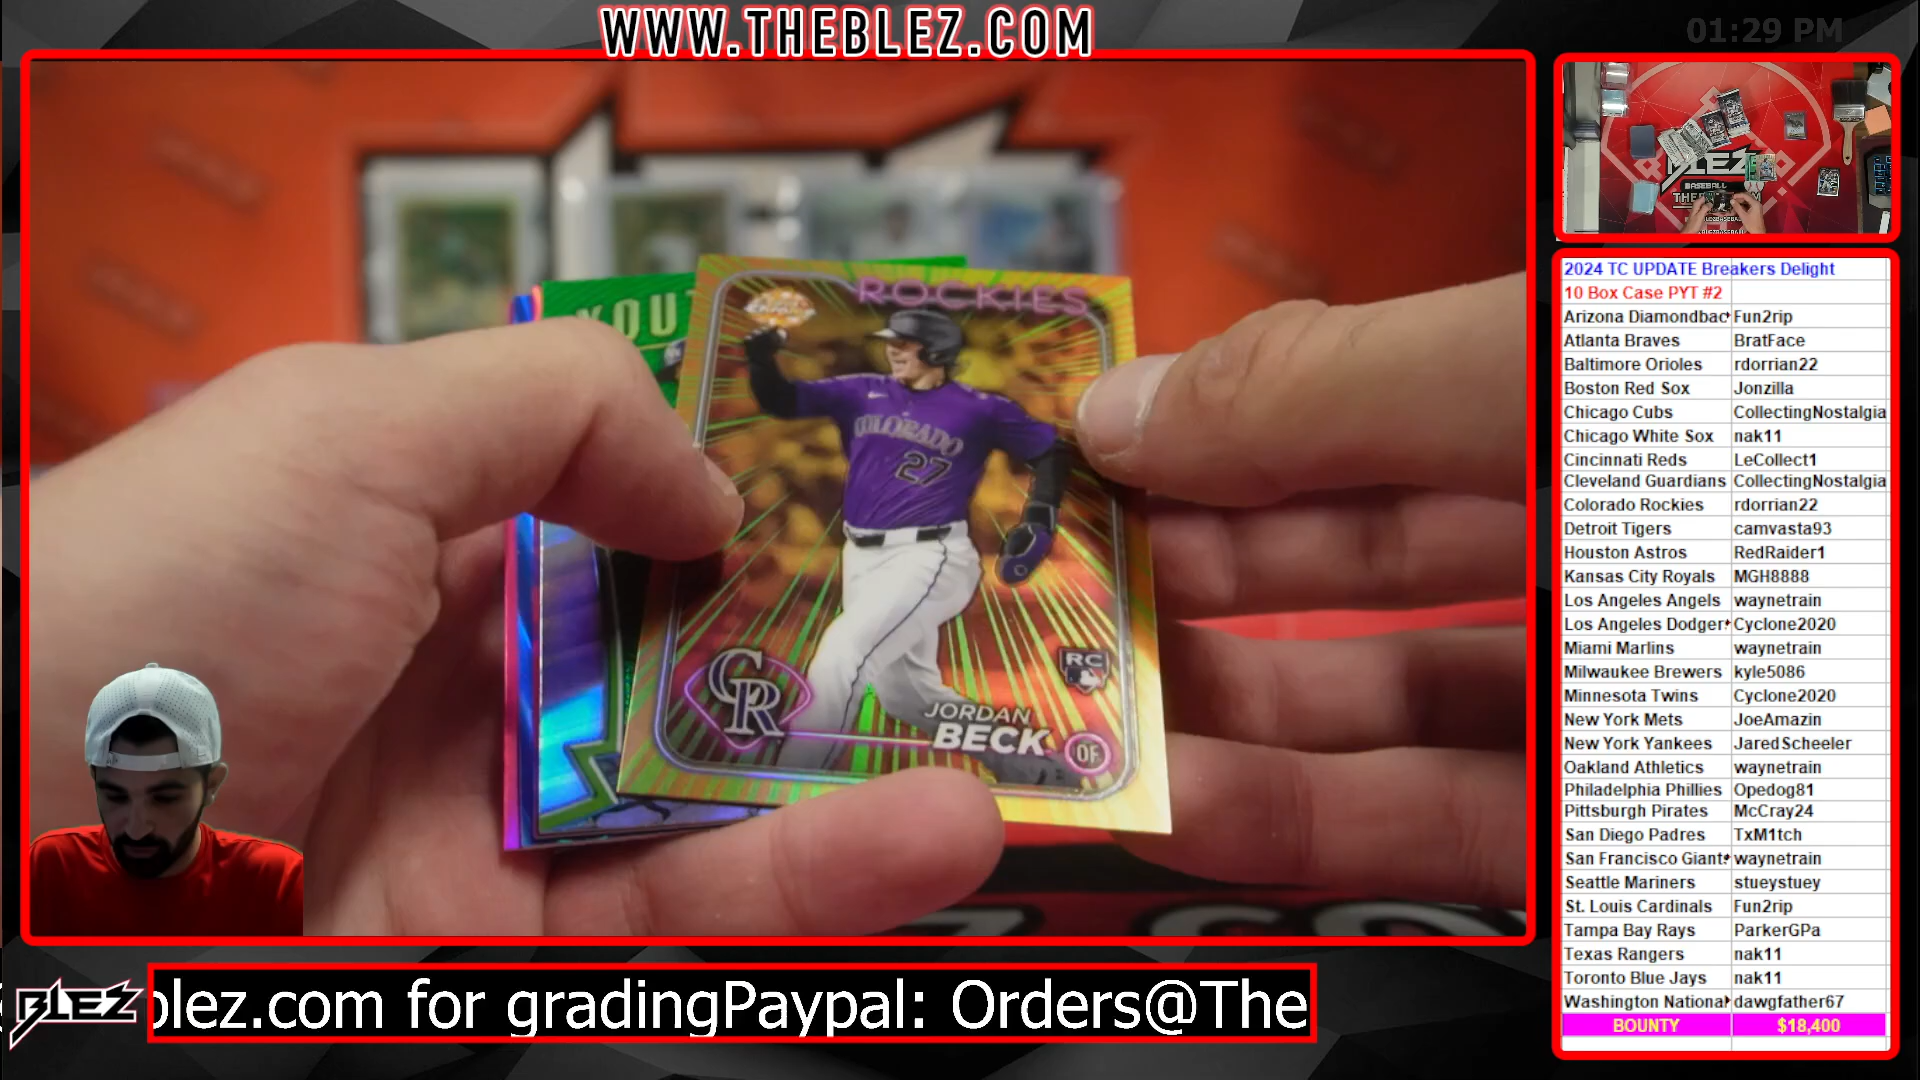 WWW.THEBLEZ.COM
01:29 PM
YOU
ROCKIES
COLORADO
27
CR
RC
JORDAN
BECK
OF
BLEZ
BASEBALL
2024 TC UPDATE Breakers Delight
10 Box Case PYT #2
Arizona Diamondbac Fun2rip
Atlanta Braves BratFace
Baltimore Orioles rdorrian22
Boston Red Sox Jonzilla
Chicago Cubs CollectingNostalgia
Chicago White Sox nak11
Cincinnati Reds LeCollect1
Cleveland Guardians CollectingNostalgia
Colorado Rockies rdorrian22
Detroit Tigers camvasta93
Houston Astros RedRaider1
Kansas City Royals MGH8888
Los Angeles Angels waynetrain
Los Angeles Dodger Cyclone2020
Miami Marlins waynetrain
Milwaukee Brewers kyle5086
Minnesota Twins Cyclone2020
New York Mets JoeAmazin
New York Yankees JaredScheeler
Oakland Athletics waynetrain
Philadelphia Phillies Opedog81
Pittsburgh Pirates McCray24
San Diego Padres TxM1tch
San Francisco Giant waynetrain
Seattle Mariners stueystuey
St. Louis Cardinals Fun2rip
Tampa Bay Rays ParkerGPa
Texas Rangers nak11
Toronto Blue Jays nak11
Washington Nationa dawgfather67
BOUNTY $18,400
BLEZ
blez.com for gradingPaypal: Orders@The